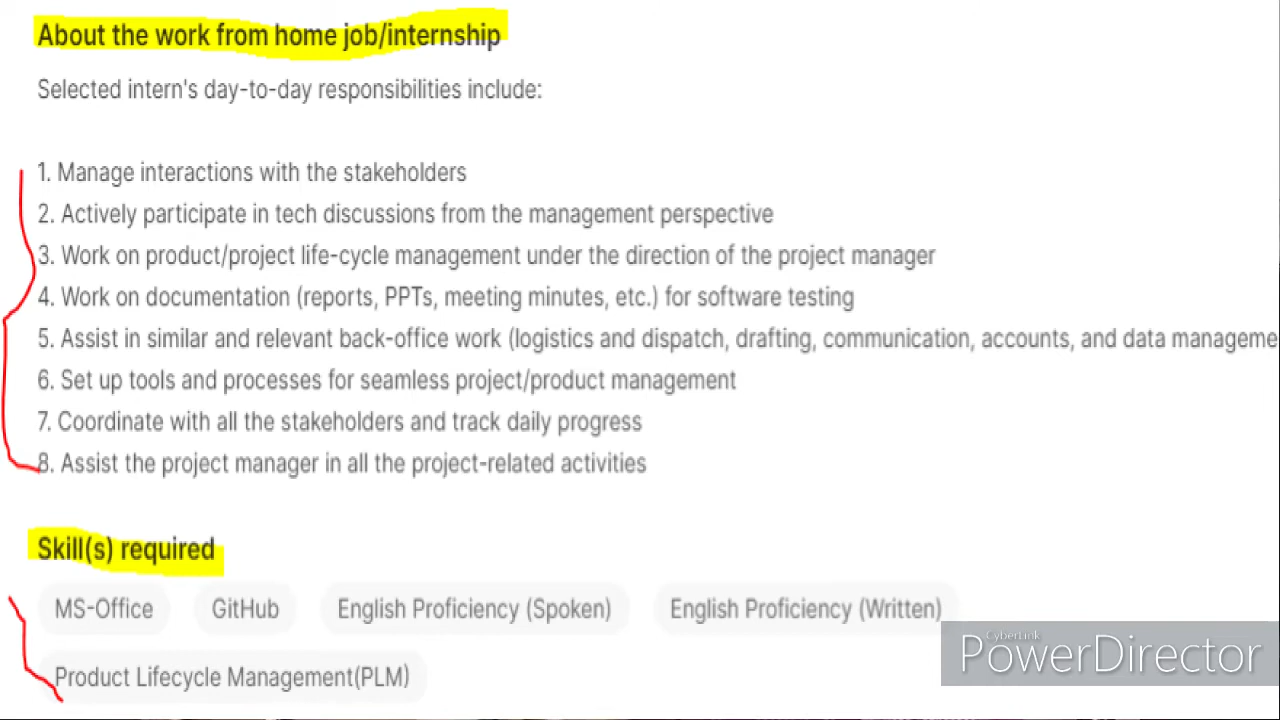 About the work from home job/internship
Selected intern's day-to-day responsibilities include:
1. Manage interactions with the stakeholders
2. Actively participate in tech discussions from the management perspective
3. Work on product/project life-cycle management under the direction of the project manager
4. Work on documentation (reports, PPTs, meeting minutes, etc.) for software testing
5. Assist in similar and relevant back-office work (logistics and dispatch, drafting, communication, accounts, and data manageme
6. Set up tools and processes for seamless project/product management
7. Coordinate with all the stakeholders and track daily progress
8. Assist the project manager in all the project-related activities
Skill(s) required
MS-Office GitHub English Proficiency (Spoken) English Proficiency (Written)
CyberLink
PowerDirector
Product Lifecycle Management(PLM)